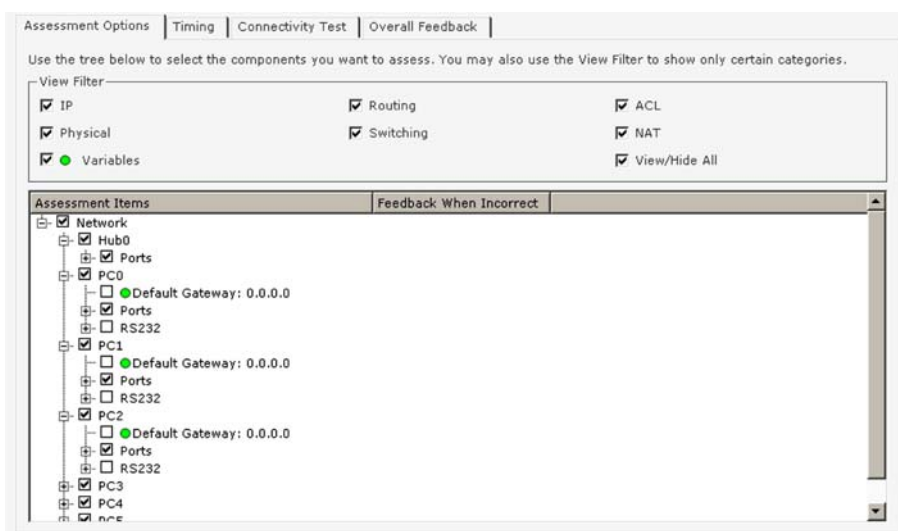 Assessment Options Timing Connectivity Test Overall Feedback
Use the tree below to select the components you want to assess. You may also use the View Filter to show only certain categories.
View Filter
IP Routing ACL
Physical Switching NAT
Variables View/Hide All
Assessment Items Feedback When Incorrect
Network
Hub0
Ports
PC0
Default Gateway: 0.0.0.0
Ports
RS232
PC1
Default Gateway: 0.0.0.0
Ports
RS232
PC2
Default Gateway: 0.0.0.0
Ports
RS232
PC3
PC4
PC5